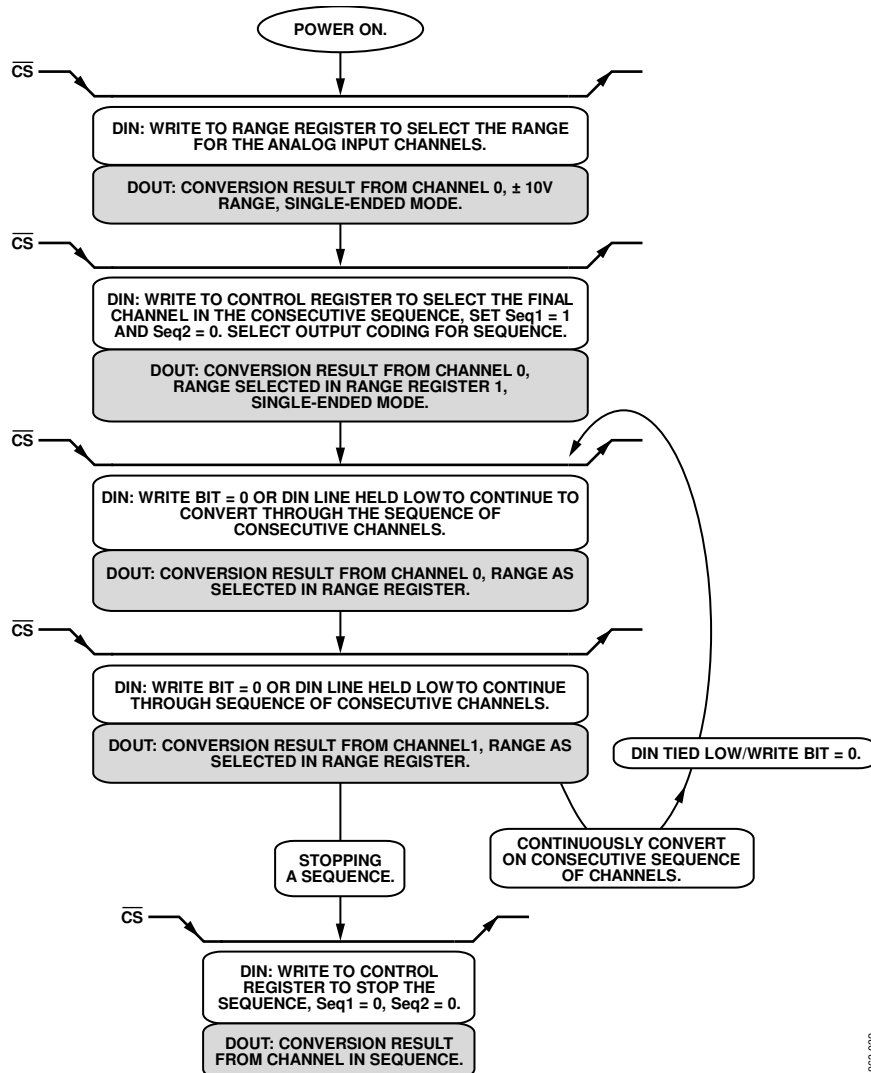 POWER ON.
CS
DIN: WRITE TO RANGE REGISTER TO SELECT THE RANGE
FOR THE ANALOG INPUT CHANNELS.
DOUT: CONVERSION RESULT FROM CHANNEL 0, ± 10V
RANGE, SINGLE-ENDED MODE.
CS
DIN: WRITE TO CONTROL REGISTER TO SELECT THE FINAL
CHANNEL IN THE CONSECUTIVE SEQUENCE, SET Seq1 = 1
AND Seq2 = 0. SELECT OUTPUT CODING FOR SEQUENCE.
DOUT: CONVERSION RESULT FROM CHANNEL 0,
RANGE SELECTED IN RANGE REGISTER 1,
SINGLE-ENDED MODE.
CS
DIN: WRITE BIT = 0 OR DIN LINE HELD LOW TO CONTINUE TO
CONVERT THROUGH THE SEQUENCE OF
CONSECUTIVE CHANNELS.
DOUT: CONVERSION RESULT FROM CHANNEL 0, RANGE AS
SELECTED IN RANGE REGISTER.
CS
DIN: WRITE BIT = 0 OR DIN LINE HELD LOW TO CONTINUE
THROUGH SEQUENCE OF CONSECUTIVE CHANNELS.
DOUT: CONVERSION RESULT FROM CHANNEL1, RANGE AS
SELECTED IN RANGE REGISTER.
DIN TIED LOW/WRITE BIT = 0.
STOPPING
A SEQUENCE.
CONTINUOUSLY CONVERT
ON CONSECUTIVE SEQUENCE
OF CHANNELS.
CS
DIN: WRITE TO CONTROL
REGISTER TO STOP THE
SEQUENCE, Seq1 = 0, Seq2 = 0.
DOUT: CONVERSION RESULT
FROM CHANNEL IN SEQUENCE.